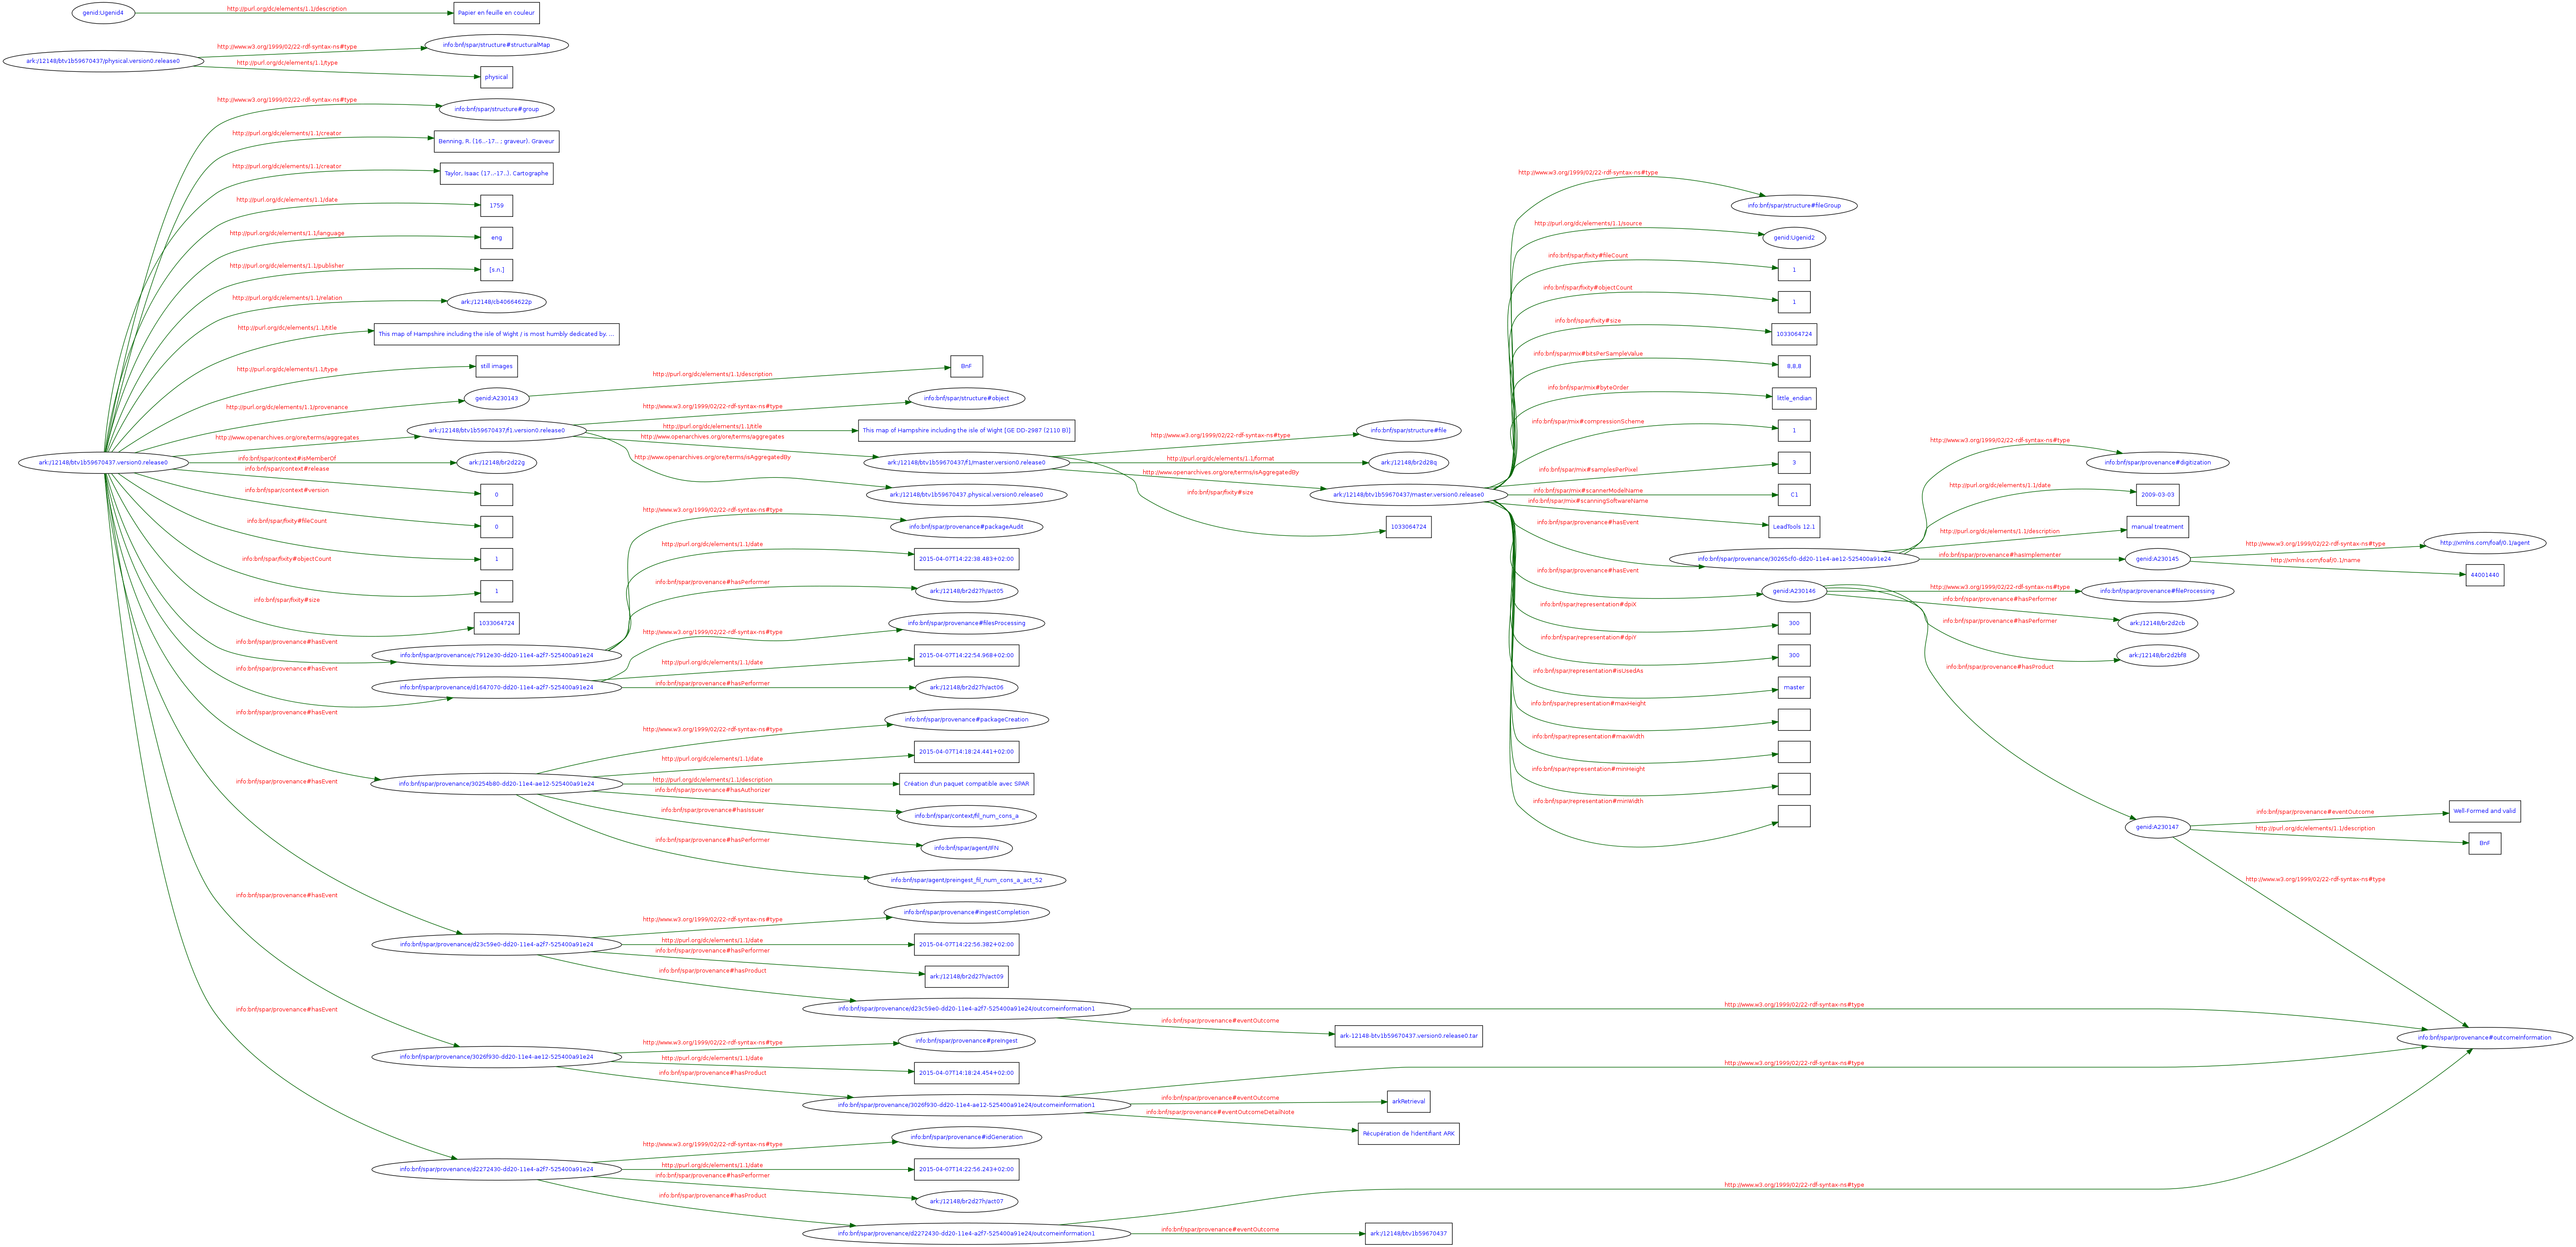 genid:Ugenid4
http://purl.org/dc/elements/1.1/description
Papier en feuille en couleur
ark:/12148/btv1b59670437/physical.version0.release0
http://www.w3.org/1999/02/22-rdf-syntax-ns#type
info:bnf/spar/structure#structuralMap
http://purl.org/dc/elements/1.1/type
physical
ark:/12148/btv1b59670437.version0.release0
http://www.w3.org/1999/02/22-rdf-syntax-ns#type
info:bnf/spar/structure#group
http://purl.org/dc/elements/1.1/creator
Benning, R. (16..-17.. ; graveur). Graveur
http://purl.org/dc/elements/1.1/creator
Taylor, Isaac (17..-17..). Cartographe
http://purl.org/dc/elements/1.1/date
1759
http://purl.org/dc/elements/1.1/language
eng
http://purl.org/dc/elements/1.1/publisher
[s.n.]
http://purl.org/dc/elements/1.1/relation
ark:/12148/cb40664622p
http://purl.org/dc/elements/1.1/title
This map of Hampshire including the isle of Wight / is most humbly dedicated by. ...
http://purl.org/dc/elements/1.1/type
still images
http://purl.org/dc/elements/1.1/provenance
genid:A230143
http://purl.org/dc/elements/1.1/description
BnF
http://www.openarchives.org/ore/terms/aggregates
ark:/12148/btv1b59670437/f1.version0.release0
http://www.w3.org/1999/02/22-rdf-syntax-ns#type
info:bnf/spar/structure#object
http://purl.org/dc/elements/1.1/title
This map of Hampshire including the isle of Wight [GE DD-2987 (2110 B)]
http://www.openarchives.org/ore/terms/aggregates
ark:/12148/btv1b59670437/f1/master.version0.release0
http://www.openarchives.org/ore/terms/isAggregatedBy
ark:/12148/btv1b59670437.physical.version0.release0
info:bnf/spar/context#isMemberOf
ark:/12148/br2d22g
info:bnf/spar/context#release
0
info:bnf/spar/context#version
0
info:bnf/spar/fixity#fileCount
1
info:bnf/spar/fixity#objectCount
1
info:bnf/spar/fixity#size
1033064724
http://www.w3.org/1999/02/22-rdf-syntax-ns#type
info:bnf/spar/structure#file
http://purl.org/dc/elements/1.1/format
ark:/12148/br2d28q
http://www.openarchives.org/ore/terms/isAggregatedBy
ark:/12148/btv1b59670437/master.version0.release0
info:bnf/spar/fixity#size
1033064724
http://www.w3.org/1999/02/22-rdf-syntax-ns#type
info:bnf/spar/structure#fileGroup
http://purl.org/dc/elements/1.1/source
genid:Ugenid2
info:bnf/spar/fixity#fileCount
1
info:bnf/spar/fixity#objectCount
1
info:bnf/spar/fixity#size
1033064724
info:bnf/spar/mix#bitsPerSampleValue
8,8,8
info:bnf/spar/mix#byteOrder
little_endian
info:bnf/spar/mix#compressionScheme
1
info:bnf/spar/mix#samplesPerPixel
3
info:bnf/spar/mix#scannerModelName
C1
info:bnf/spar/mix#scanningSoftwareName
LeadTools 12.1
info:bnf/spar/provenance#hasEvent
info:bnf/spar/provenance/30265cf0-dd20-11e4-ae12-525400a91e24
info:bnf/spar/provenance#hasEvent
genid:A230146
info:bnf/spar/representation#dpiX
300
info:bnf/spar/representation#dpiY
300
info:bnf/spar/representation#isUsedAs
master
info:bnf/spar/representation#maxHeight
info:bnf/spar/representation#maxWidth
info:bnf/spar/representation#minHeight
info:bnf/spar/representation#minWidth
http://www.w3.org/1999/02/22-rdf-syntax-ns#type
info:bnf/spar/provenance#digitization
http://purl.org/dc/elements/1.1/date
2009-03-03
http://purl.org/dc/elements/1.1/description
manual treatment
info:bnf/spar/provenance#hasImplementer
genid:A230145
http://www.w3.org/1999/02/22-rdf-syntax-ns#type
http://xmlns.com/foaf/0.1/agent
http://xmlns.com/foaf/0.1/name
44001440
http://www.w3.org/1999/02/22-rdf-syntax-ns#type
info:bnf/spar/provenance#fileProcessing
info:bnf/spar/provenance#hasPerformer
ark:/12148/br2d2cb
info:bnf/spar/provenance#hasPerformer
ark:/12148/br2d2bf8
info:bnf/spar/provenance#hasProduct
genid:A230147
info:bnf/spar/provenance#eventOutcome
Well-Formed and valid
http://purl.org/dc/elements/1.1/description
BnF
http://www.w3.org/1999/02/22-rdf-syntax-ns#type
info:bnf/spar/provenance#outcomeInformation
info:bnf/spar/provenance#hasEvent
info:bnf/spar/provenance/c7912e30-dd20-11e4-a2f7-525400a91e24
http://www.w3.org/1999/02/22-rdf-syntax-ns#type
info:bnf/spar/provenance#packageAudit
http://purl.org/dc/elements/1.1/date
2015-04-07T14:22:38.483+02:00
info:bnf/spar/provenance#hasPerformer
ark:/12148/br2d27h/act05
info:bnf/spar/provenance#hasEvent
info:bnf/spar/provenance/d1647070-dd20-11e4-a2f7-525400a91e24
http://www.w3.org/1999/02/22-rdf-syntax-ns#type
info:bnf/spar/provenance#filesProcessing
http://purl.org/dc/elements/1.1/date
2015-04-07T14:22:54.968+02:00
info:bnf/spar/provenance#hasPerformer
ark:/12148/br2d27h/act06
info:bnf/spar/provenance#hasEvent
info:bnf/spar/provenance/30254b80-dd20-11e4-ae12-525400a91e24
http://www.w3.org/1999/02/22-rdf-syntax-ns#type
info:bnf/spar/provenance#packageCreation
http://purl.org/dc/elements/1.1/date
2015-04-07T14:18:24.441+02:00
http://purl.org/dc/elements/1.1/description
Création d'un paquet compatible avec SPAR
info:bnf/spar/provenance#hasAuthorizer
info:bnf/spar/context/fil_num_cons_a
info:bnf/spar/provenance#hasIssuer
info:bnf/spar/agent/IFN
info:bnf/spar/provenance#hasPerformer
info:bnf/spar/agent/preingest_fil_num_cons_a_act_52
info:bnf/spar/provenance#hasEvent
info:bnf/spar/provenance/d23c59e0-dd20-11e4-a2f7-525400a91e24
http://www.w3.org/1999/02/22-rdf-syntax-ns#type
info:bnf/spar/provenance#ingestCompletion
http://purl.org/dc/elements/1.1/date
2015-04-07T14:22:56.382+02:00
info:bnf/spar/provenance#hasPerformer
ark:/12148/br2d27h/act09
info:bnf/spar/provenance#hasProduct
info:bnf/spar/provenance/d23c59e0-dd20-11e4-a2f7-525400a91e24/outcomeinformation1
http://www.w3.org/1999/02/22-rdf-syntax-ns#type
info:bnf/spar/provenance#eventOutcome
ark-12148-btv1b59670437.version0.release0.tar
info:bnf/spar/provenance#hasEvent
info:bnf/spar/provenance/3026f930-dd20-11e4-ae12-525400a91e24
http://www.w3.org/1999/02/22-rdf-syntax-ns#type
info:bnf/spar/provenance#preIngest
http://purl.org/dc/elements/1.1/date
2015-04-07T14:18:24.454+02:00
info:bnf/spar/provenance#hasProduct
info:bnf/spar/provenance/3026f930-dd20-11e4-ae12-525400a91e24/outcomeinformation1
http://www.w3.org/1999/02/22-rdf-syntax-ns#type
info:bnf/spar/provenance#eventOutcome
arkRetrieval
info:bnf/spar/provenance#eventOutcomeDetailNote
Récupération de l'identifiant ARK
info:bnf/spar/provenance#hasEvent
info:bnf/spar/provenance/d2272430-dd20-11e4-a2f7-525400a91e24
http://www.w3.org/1999/02/22-rdf-syntax-ns#type
info:bnf/spar/provenance#idGeneration
http://purl.org/dc/elements/1.1/date
2015-04-07T14:22:56.243+02:00
info:bnf/spar/provenance#hasPerformer
ark:/12148/br2d27h/act07
info:bnf/spar/provenance#hasProduct
info:bnf/spar/provenance/d2272430-dd20-11e4-a2f7-525400a91e24/outcomeinformation1
http://www.w3.org/1999/02/22-rdf-syntax-ns#type
info:bnf/spar/provenance#eventOutcome
ark:/12148/btv1b59670437